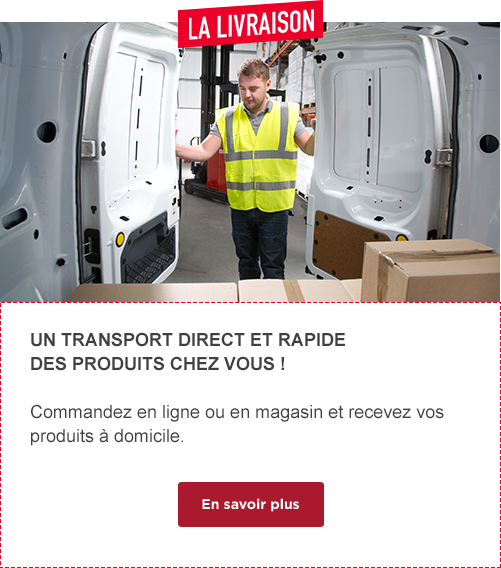 LA LIVRAISON
UN TRANSPORT DIRECT ET RAPIDE
DES PRODUITS CHEZ VOUS !
Commandez en ligne ou en magasin et recevez vos
produits à domicile.
En savoir plus